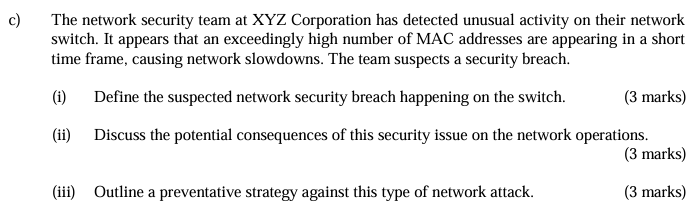 c) The network security team at XYZ Corporation has detected unusual activity on their network
switch. It appears that an exceedingly high number of MAC addresses are appearing in a short
time frame, causing network slowdowns. The team suspects a security breach.
(i) Define the suspected network security breach happening on the switch. (3 marks)
(ii) Discuss the potential consequences of this security issue on the network operations.
(3 marks)
(iii) Outline a preventative strategy against this type of network attack. (3 marks)